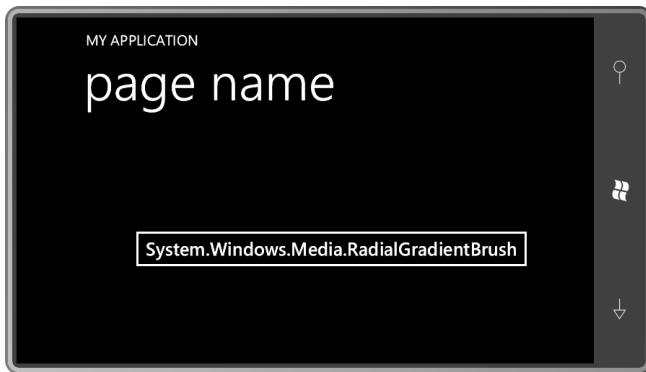 MY APPLICATION
page name
System.Windows.Media.RadialGradientBrush